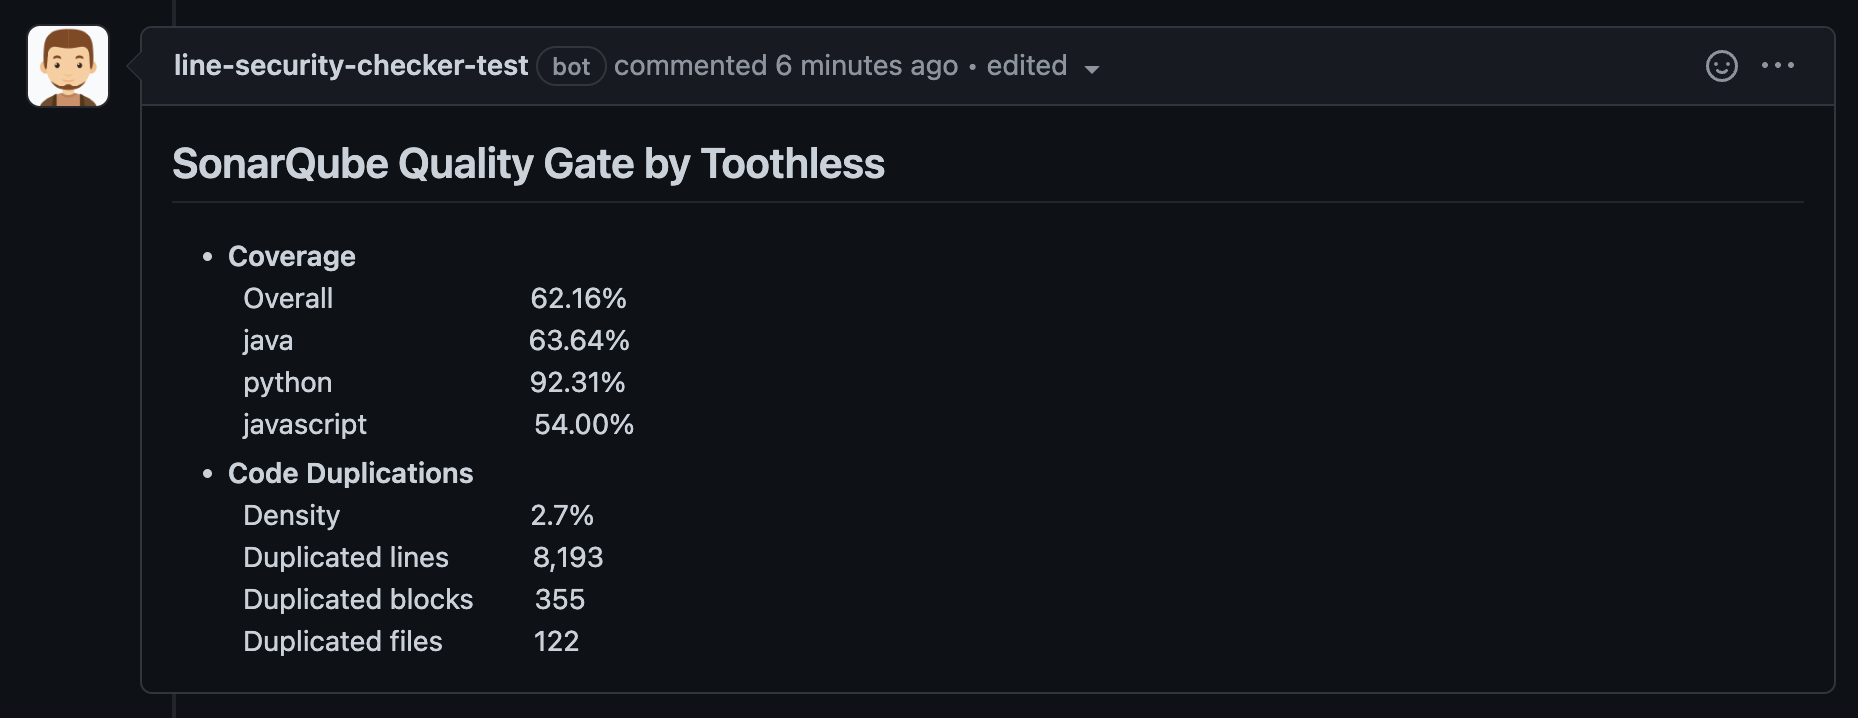 line-security-checker-test bot commented 6 minutes ago • edited
SonarQube Quality Gate by Toothless
• Coverage
Overall 62.16%
java 63.64%
python 92.31%
javascript 54.00%
• Code Duplications
Density 2.7%
Duplicated lines 8,193
Duplicated blocks 355
Duplicated files 122